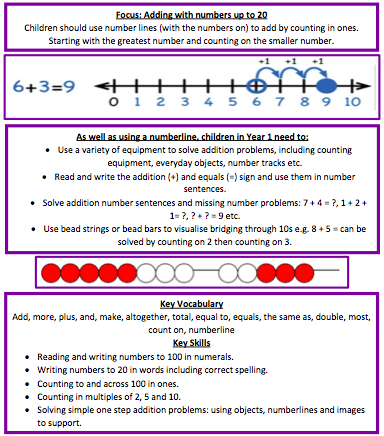 Focus: Adding with numbers up to 20
Children should use number lines (with the numbers on) to add by counting in ones.
Starting with the greatest number and counting on the smaller number.
+1 +1 +1
6+3=9
0 1 2 3 4 5 6 7 8 9 10
As well as using a numberline, children in Year 1 need to:
• Use a variety of equipment to solve addition problems, including counting
equipment, everyday objects, number tracks etc.
• Read and write the addition (+) and equals (=) sign and use them in number
sentences.
• Solve addition number sentences and missing number problems: 7 + 4 = ?, 1 + 2 +
1= ?, ? + ? = 9 etc.
• Use bead strings or bead bars to visualise bridging through 10s e.g. 8 + 5 = can be
solved by counting on 2 then counting on 3.
Key Vocabulary
Add, more, plus, and, make, altogether, total, equal to, equals, the same as, double, most,
count on, numberline
Key Skills
• Reading and writing numbers to 100 in numerals.
• Writing numbers to 20 in words including correct spelling.
• Counting to and across 100 in ones.
• Counting in multiples of 2, 5 and 10.
• Solving simple one step addition problems: using objects, numberlines and images
to support.